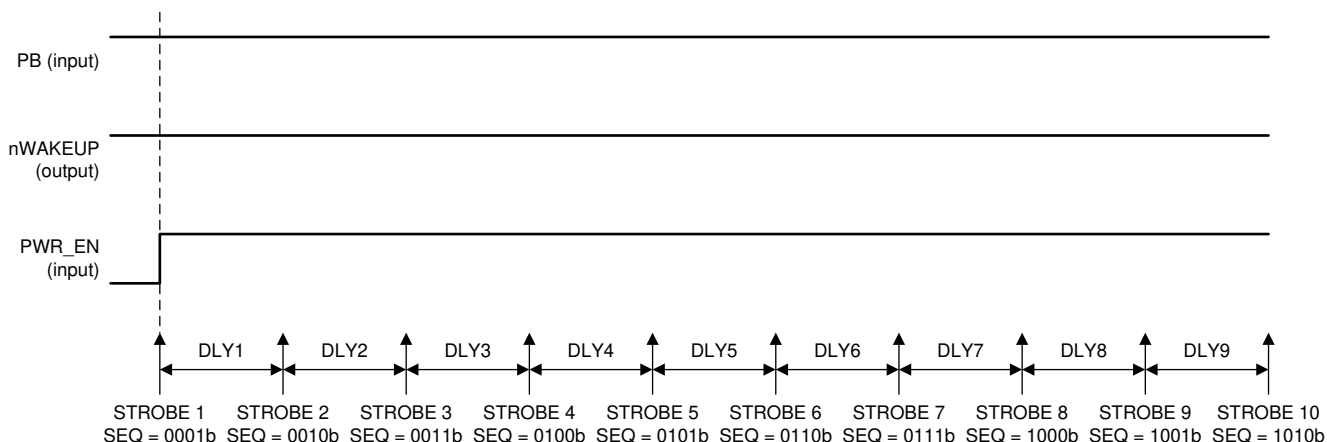 PB (input)
nWAKEUP
(output)
PWR_EN
(input)
DLY1 DLY2 DLY3 DLY4 DLY5 DLY6 DLY7 DLY8 DLY9
STROBE 1 STROBE 2 STROBE 3 STROBE 4 STROBE 5 STROBE 6 STROBE 7 STROBE 8 STROBE 9 STROBE 10
SEQ = 0001b SEQ = 0010b SEQ = 0011b SEQ = 0100b SEQ = 0101b SEQ = 0110b SEQ = 0111b SEQ = 1000b SEQ = 1001b SEQ = 1010b